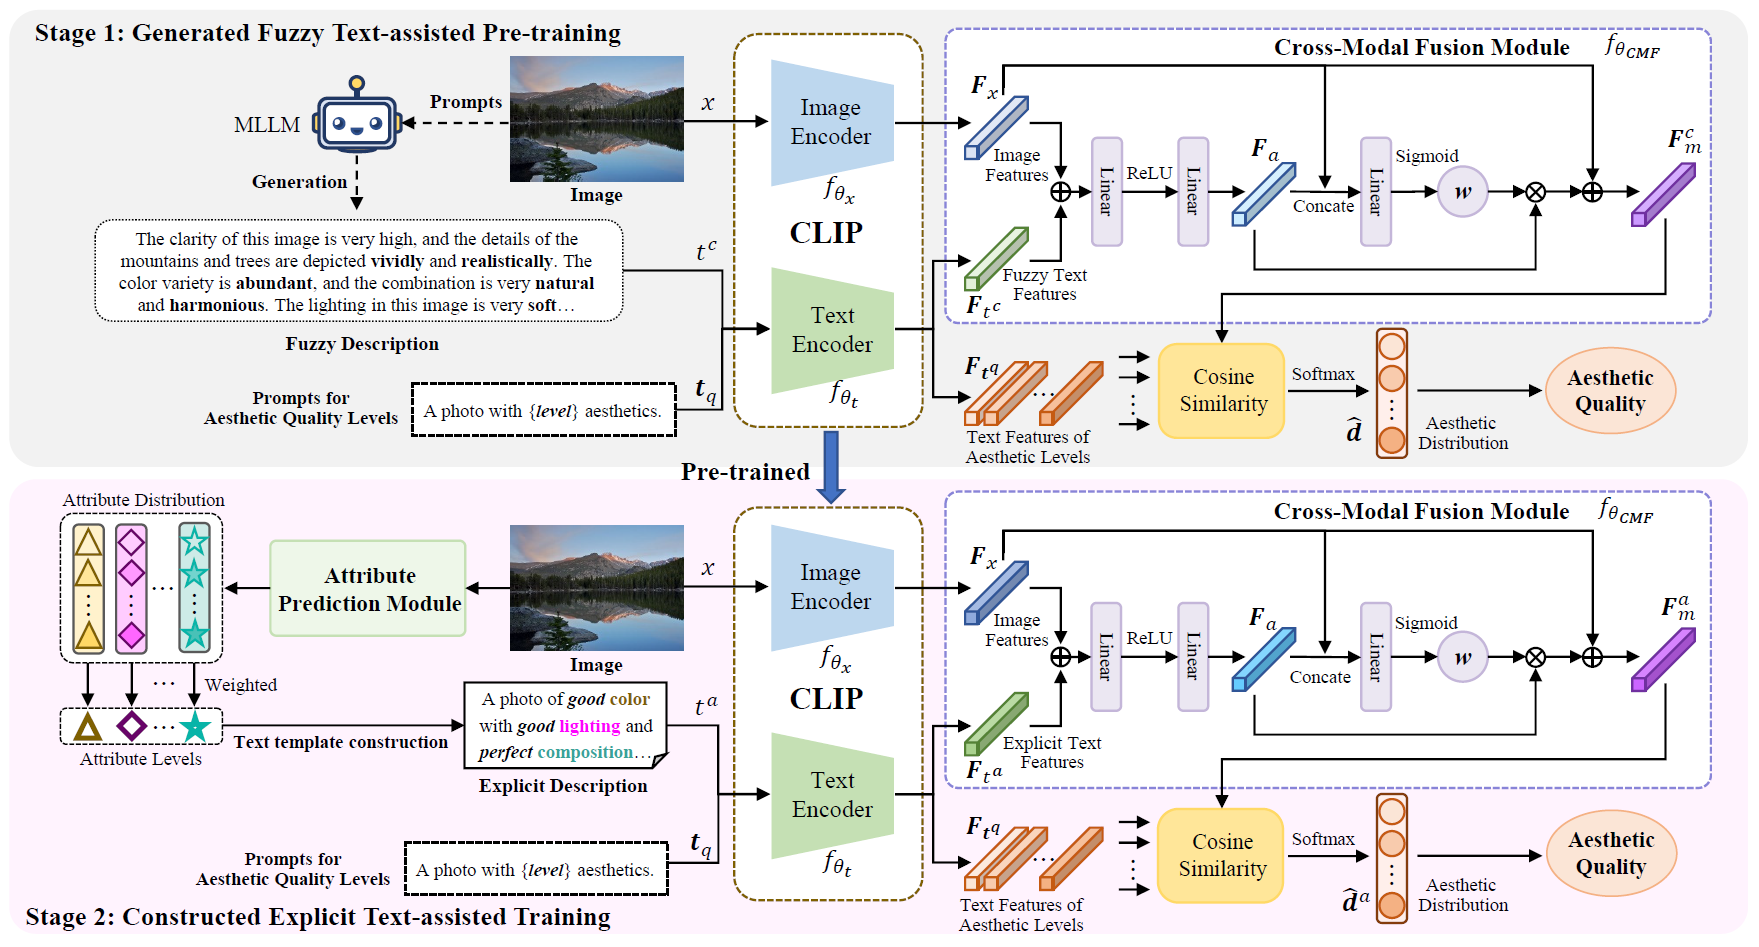 Stage 1: Generated Fuzzy Text-assisted Pre-training
MLLM
Prompts
Generation
Image
x
The clarity of this image is very high, and the details of the
mountains and trees are depicted vividly and realistically. The
color variety is abundant, and the combination is very natural
and harmonious. The lighting in this image is very soft…
Fuzzy Description
t^c
Prompts for
Aesthetic Quality Levels
A photo with {level} aesthetics.
t_q
Image
Encoder
f_{θ_x}
CLIP
Text
Encoder
f_{θ_t}
Cross-Modal Fusion Module f_{θ_{CMF}}
F_x
Image
Features
Fuzzy Text
Features
F_{t^c}
Linear
ReLU
Linear
F_a
Concate
Linear
Sigmoid
w
F_m^c
F_{t^q}
…
Text Features of
Aesthetic Levels
Cosine
Similarity
Softmax
d̂
Aesthetic
Distribution
Aesthetic
Quality
Pre-trained
Attribute Distribution
…
Weighted
…
Attribute Levels
Attribute
Prediction Module
Image
x
Text template construction
A photo of good color
with good lighting and
perfect composition…
Explicit Description
t^a
Prompts for
Aesthetic Quality Levels
A photo with {level} aesthetics.
t_q
Image
Encoder
f_{θ_x}
CLIP
Text
Encoder
f_{θ_t}
Cross-Modal Fusion Module f_{θ_{CMF}}
F_x
Image
Features
Explicit Text
Features
F_{t^a}
Linear
ReLU
Linear
F_a
Concate
Linear
Sigmoid
w
F_m^a
F_{t^q}
…
Text Features of
Aesthetic Levels
Cosine
Similarity
Softmax
d̂^a
Aesthetic
Distribution
Aesthetic
Quality
Stage 2: Constructed Explicit Text-assisted Training